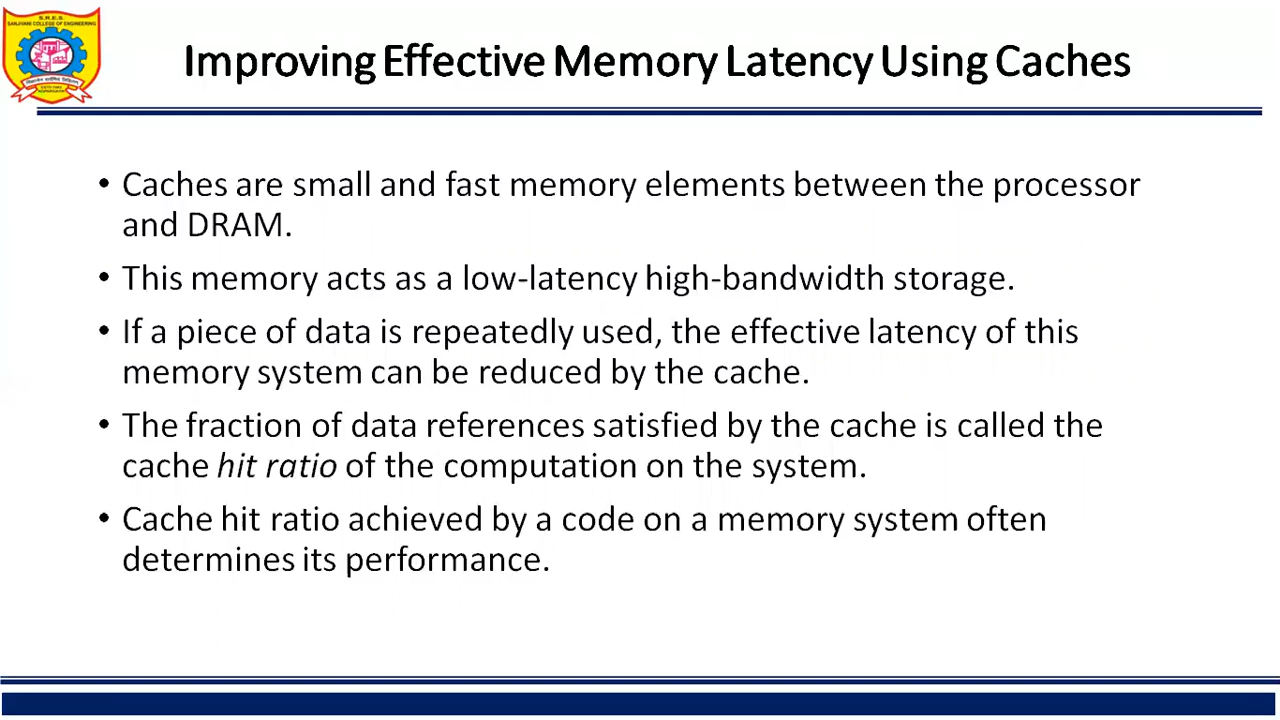 S.R.E.S.
SANJIVANI COLLEGE OF ENGINEERING
Improving Effective Memory Latency Using Caches
• Caches are small and fast memory elements between the processor
and DRAM.
• This memory acts as a low-latency high-bandwidth storage.
• If a piece of data is repeatedly used, the effective latency of this
memory system can be reduced by the cache.
• The fraction of data references satisfied by the cache is called the
cache hit ratio of the computation on the system.
• Cache hit ratio achieved by a code on a memory system often
determines its performance.